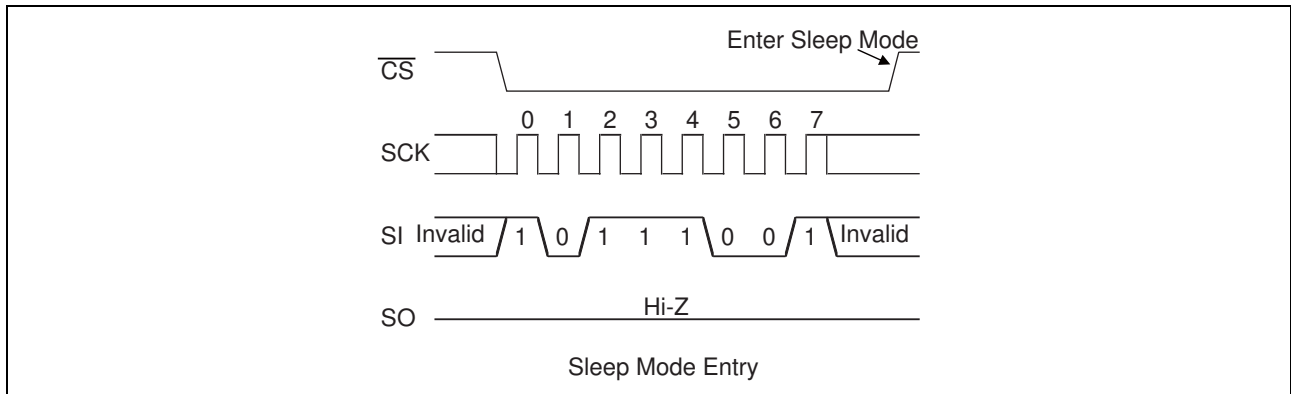 Enter Sleep Mode
CS
0 1 2 3 4 5 6 7
SCK
SI Invalid 1 0 1 1 1 0 0 1 Invalid
Hi-Z
SO
Sleep Mode Entry